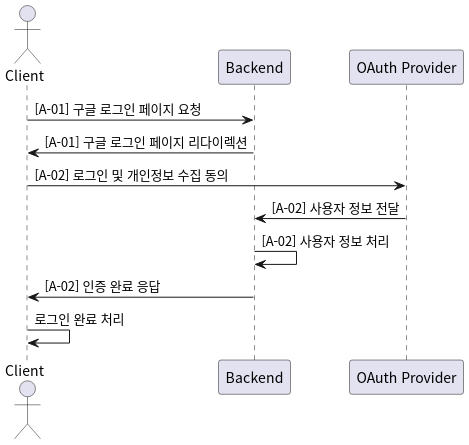 Client
Backend
OAuth Provider
[A-01] 구글 로그인 페이지 요청
[A-01] 구글 로그인 페이지 리다이렉션
[A-02] 로그인 및 개인정보 수집 동의
[A-02] 사용자 정보 전달
[A-02] 사용자 정보 처리
[A-02] 인증 완료 응답
로그인 완료 처리
Client
Backend
OAuth Provider